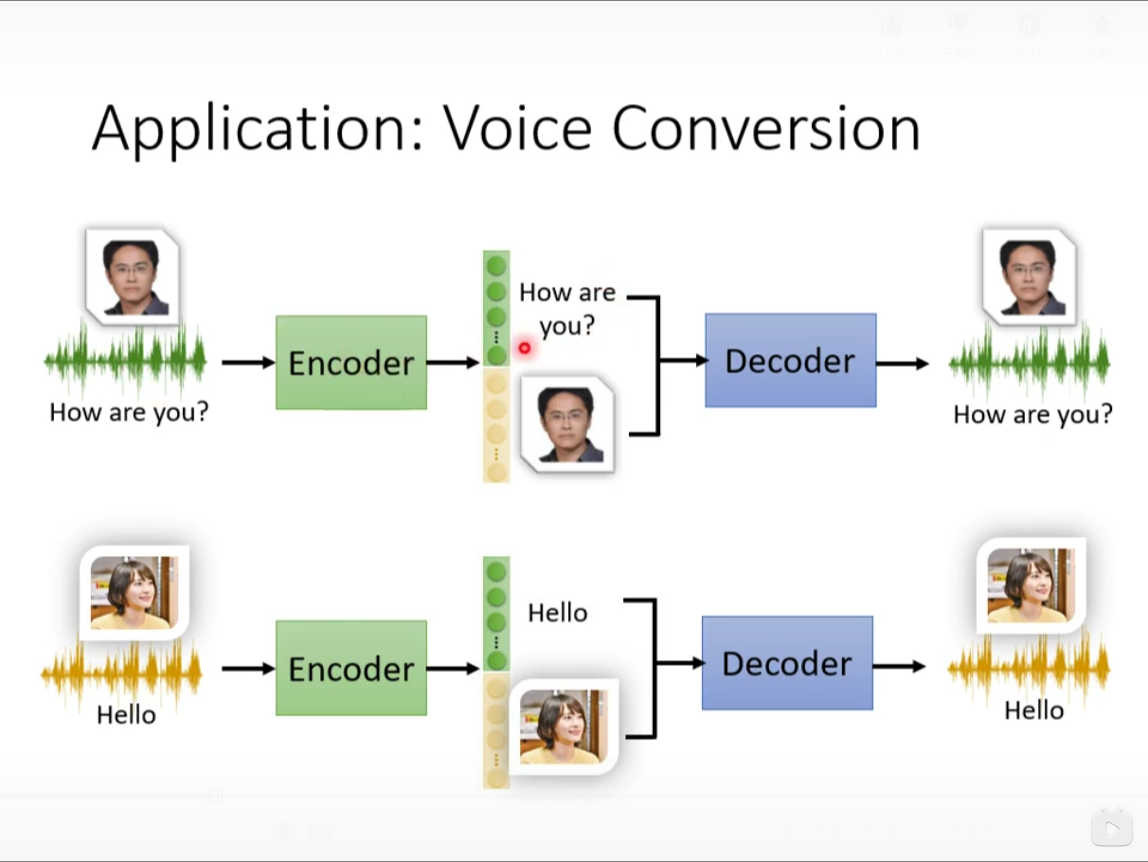 Application: Voice Conversion
How are
you?
Encoder
Decoder
How are you?
How are you?
Hello
Encoder
Decoder
Hello
Hello